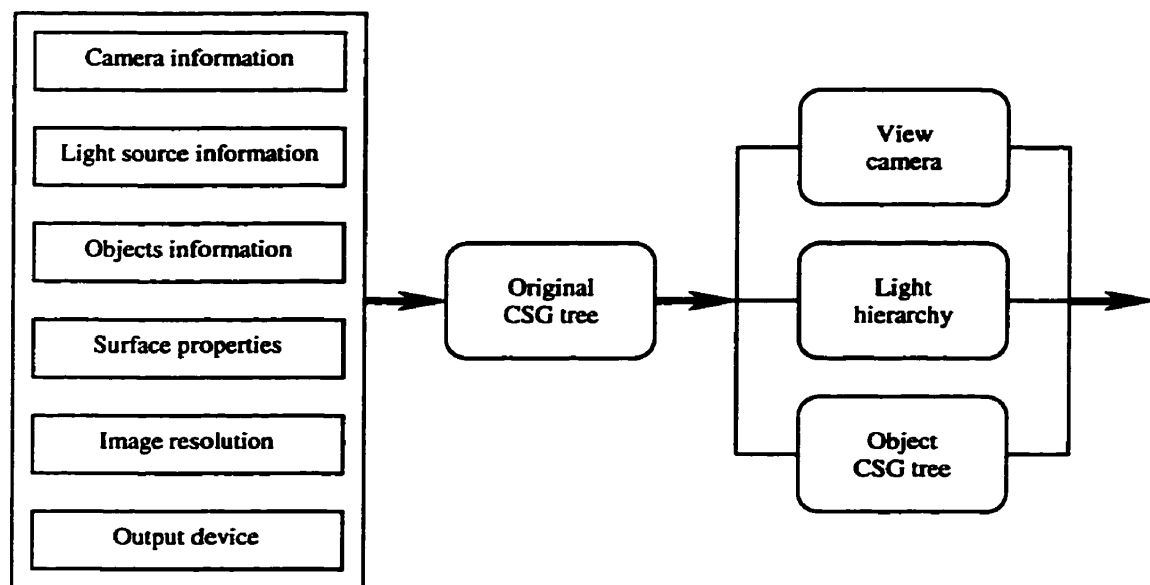 Camera information
Light source information
Objects information
Surface properties
Image resolution
Output device
Original
CSG tree
View
camera
Light
hierarchy
Object
CSG tree